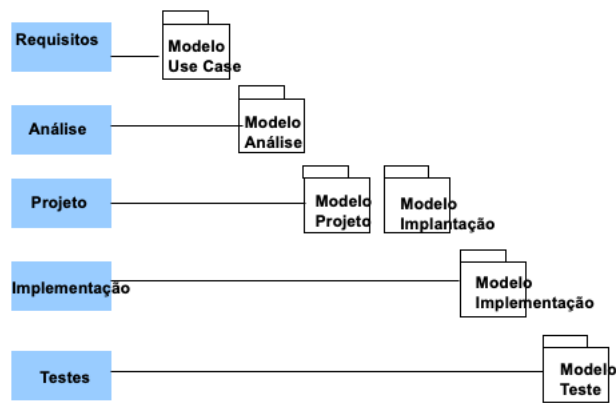 Requisitos
Modelo
Use Case
Análise
Modelo
Análise
Projeto
Modelo
Projeto
Modelo
Implantação
Implementação
Modelo
Implementação
Testes
Modelo
Teste